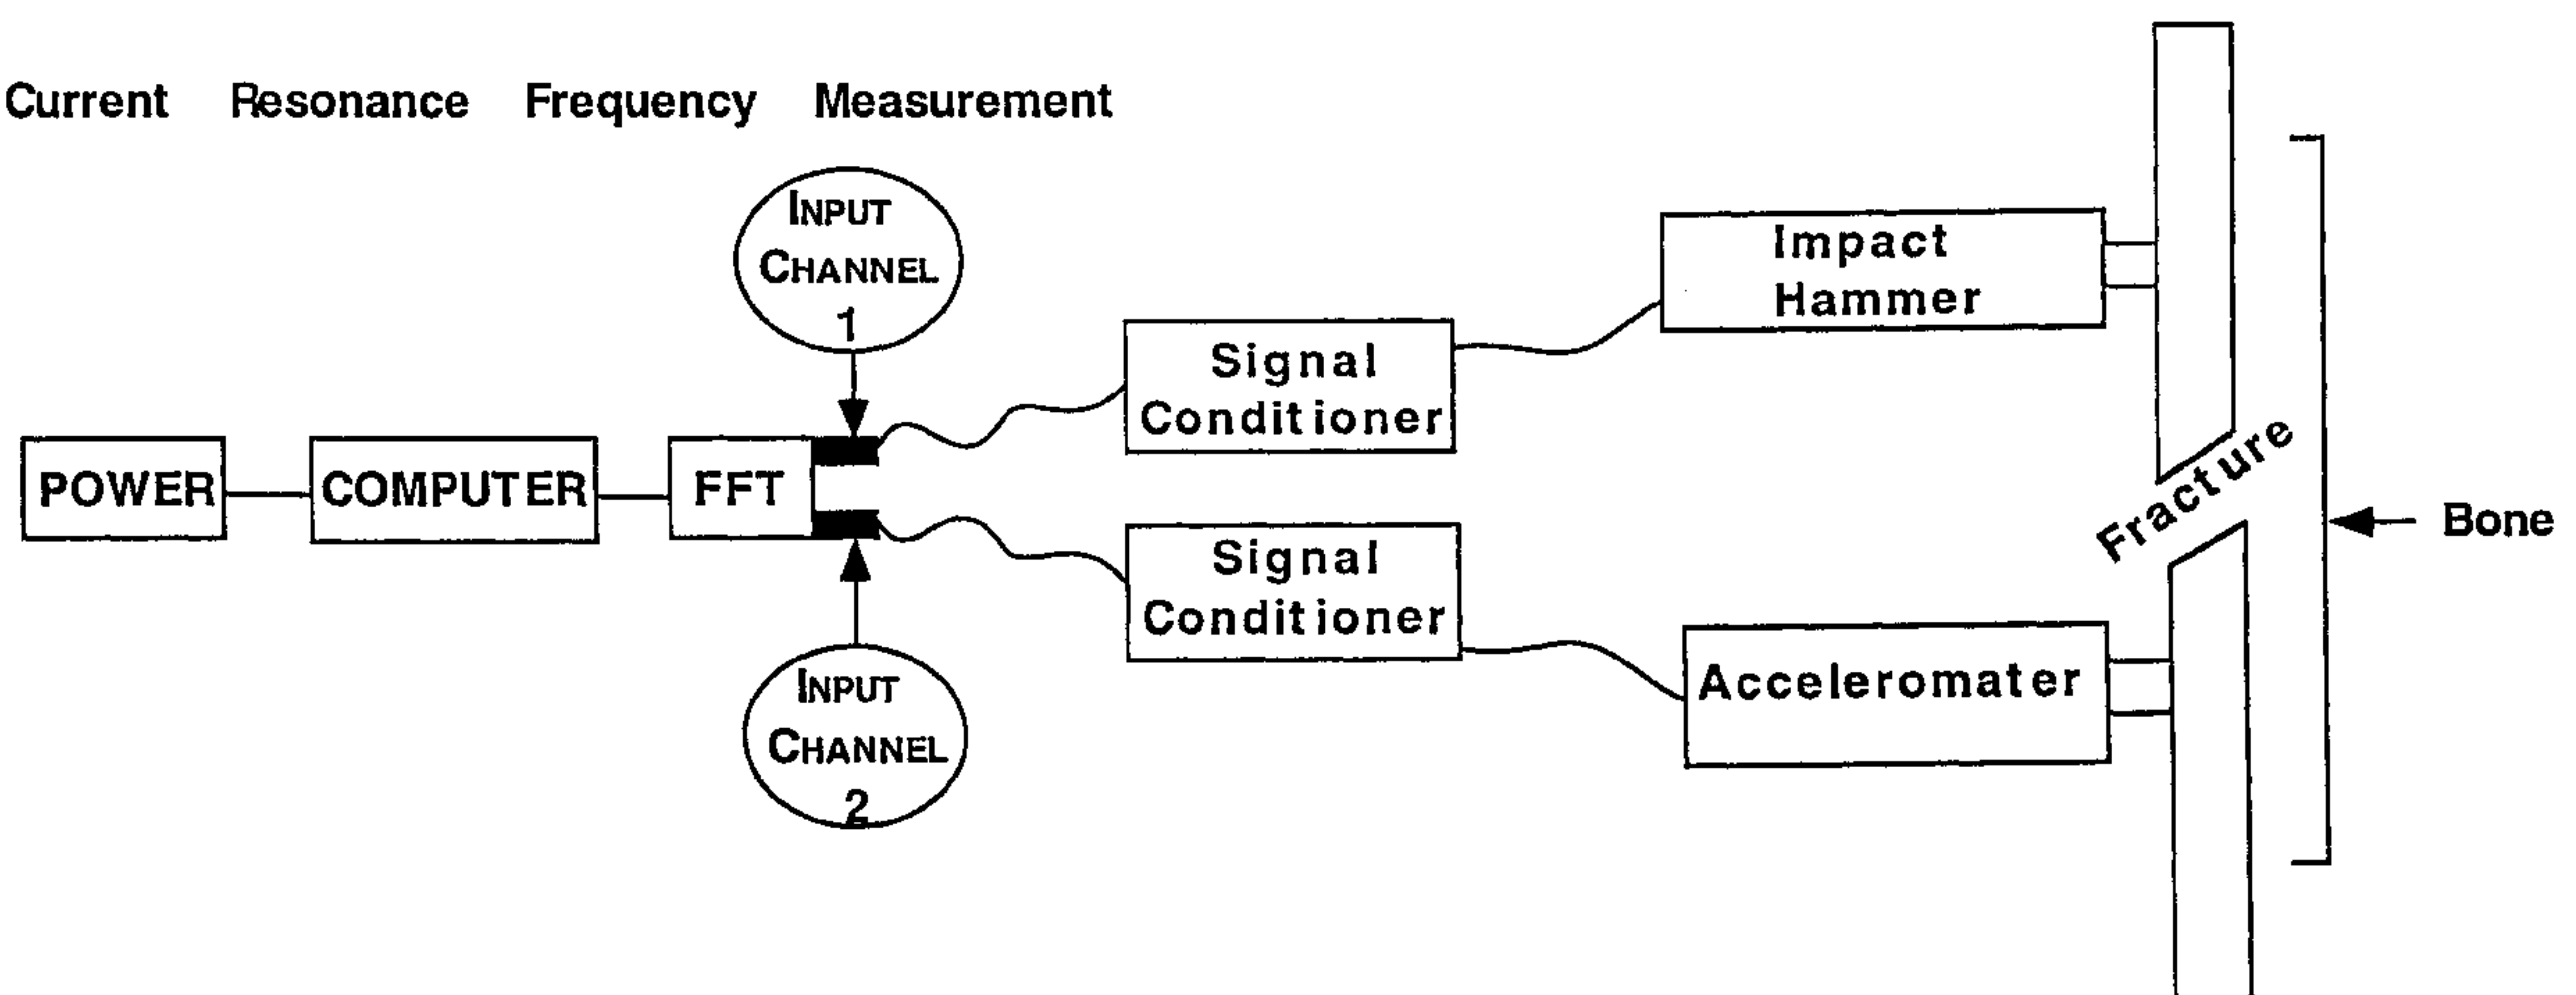 Current Resonance Frequency Measurement
INPUT
CHANNEL
1
Impact
Hammer
Signal
Conditioner
POWER
COMPUTER
FFT
Fracture
Bone
Signal
Conditioner
Acceleromater
INPUT
CHANNEL
2